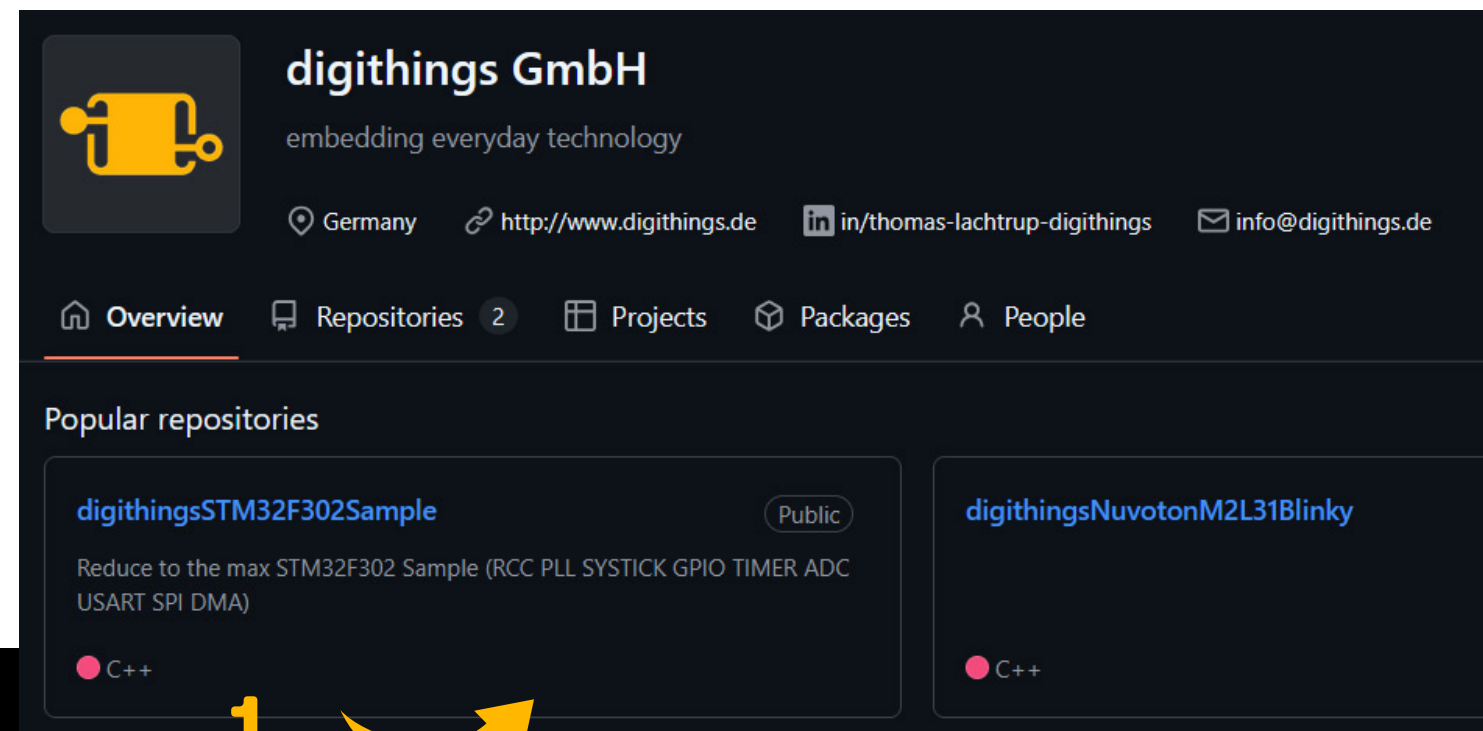 digithings GmbH
embedding everyday technology
Germany http://www.digithings.de in in/thomas-lachtrup-digithings info@digithings.de
Overview Repositories 2 Projects Packages People
Popular repositories
digithingsSTM32F302Sample Public
Reduce to the max STM32F302 Sample (RCC PLL SYSTICK GPIO TIMER ADC
USART SPI DMA)
C++
digithingsNuvotonM2L31Blinky
C++
1